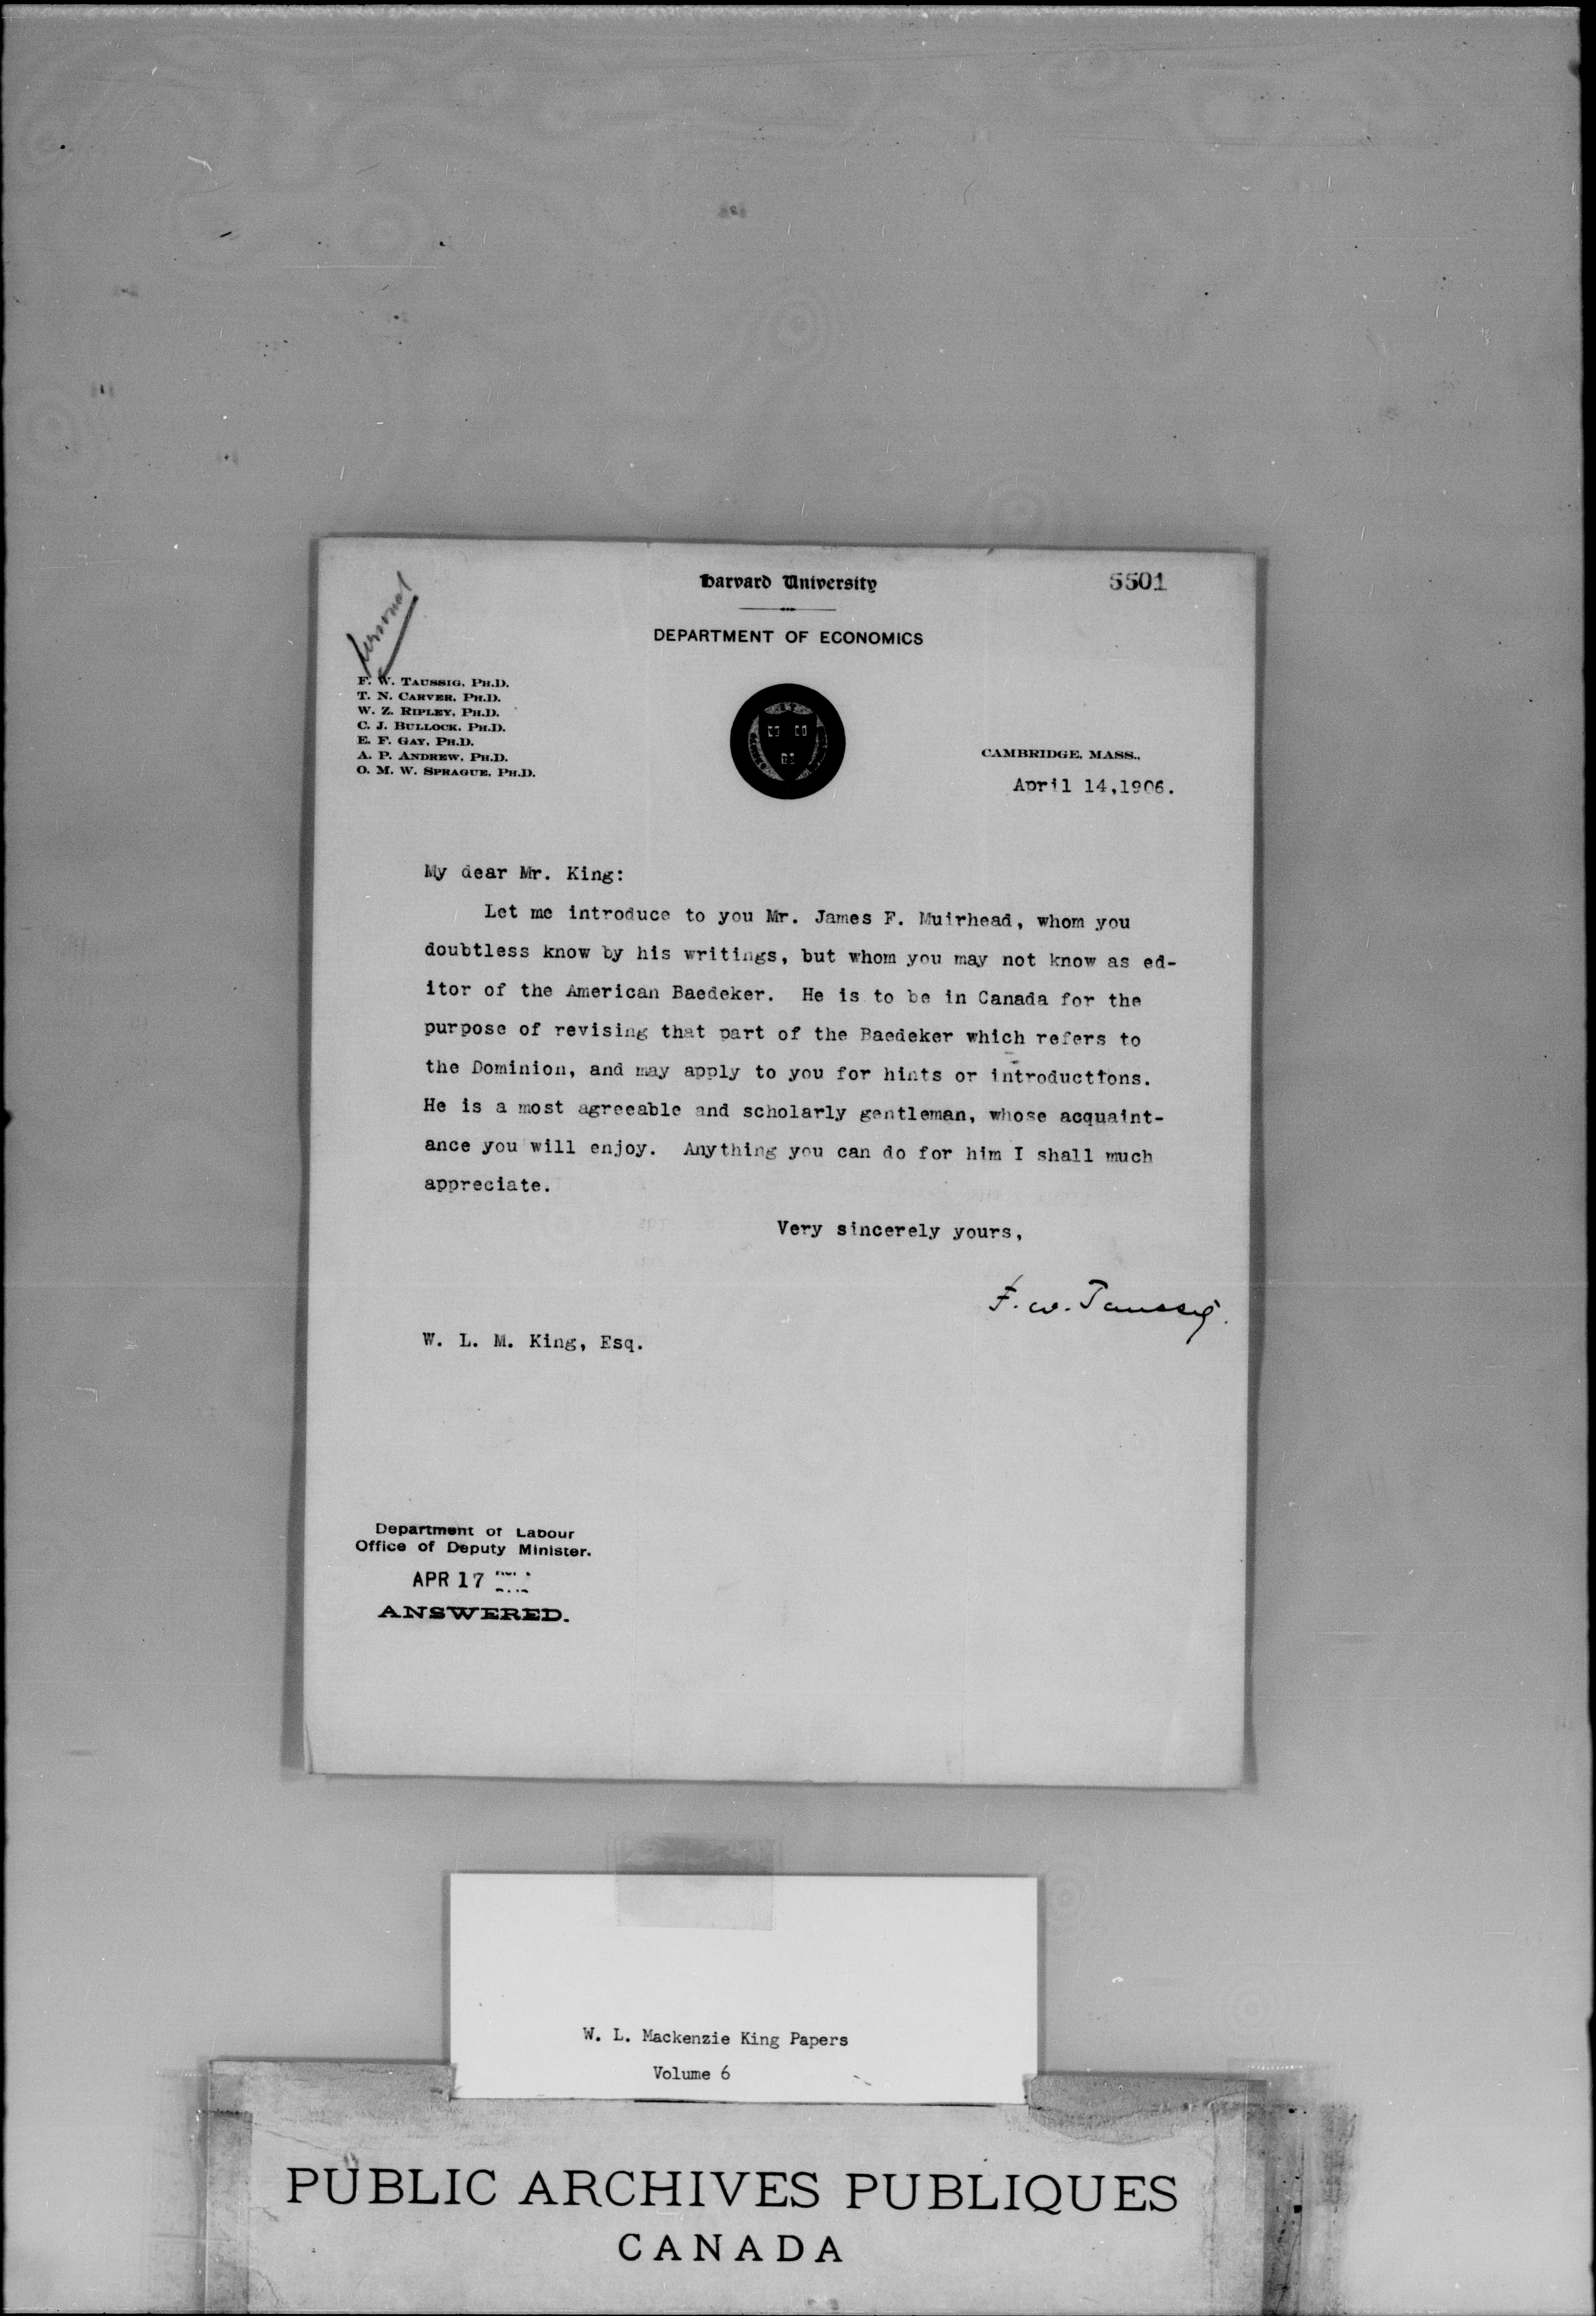 Harvard University
5501
DEPARTMENT OF ECONOMICS
Personal
F. W. TAUSSIG, PH.D.
T. N. CARVER, PH.D.
W. Z. RIPLEY, PH.D.
C. J. BULLOCK, PH.D.
E. F. GAY, PH.D.
A. P. ANDREW, PH.D.
O. M. W. SPRAGUE, PH.D.
CAMBRIDGE, MASS.,
April 14,1906.
My dear Mr. King:
Let me introduce to you Mr. James F. Muirhead, whom you
doubtless know by his writings, but whom you may not know as ed-
itor of the American Baedeker. He is to be in Canada for the
purpose of revising that part of the Baedeker which refers to
the Dominion, and may apply to you for hints or introductions.
He is a most agreeable and scholarly gentleman, whose acquaint-
ance you will enjoy. Anything you can do for him I shall much
appreciate.
Very sincerely yours,
F. W. Taussig.
W. L. M. King, Esq.
Department of Labour
Office of Deputy Minister.
APR 17
ANSWERED.
W. L. Mackenzie King Papers
Volume 6
PUBLIC ARCHIVES PUBLIQUES
CANADA